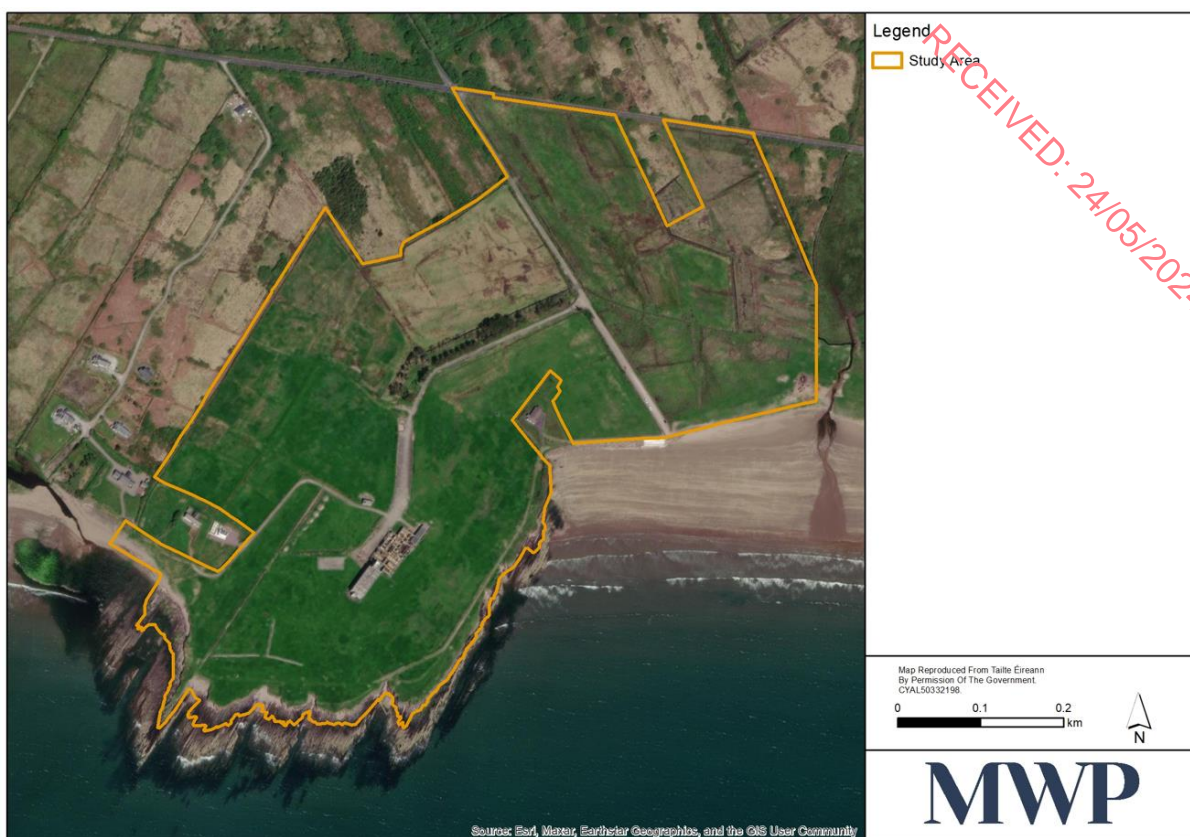 Legend
Study Area
RECEIVED: 24/05/202
Map Reproduced From Tailte Éireann
By Permission Of The Government.
CYAL50332198.
0 0.1 0.2
km
N
MWP
Source: Esri, Maxar, Earthstar Geographics, and the GIS User Community